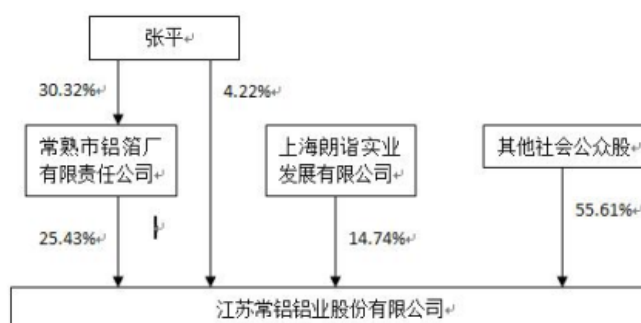 张平
30.32%
4.22%
常熟市铝箔厂
有限责任公司
上海朗诣实业
发展有限公司
其他社会公众股
25.43%
14.74%
55.61%
江苏常铝铝业股份有限公司